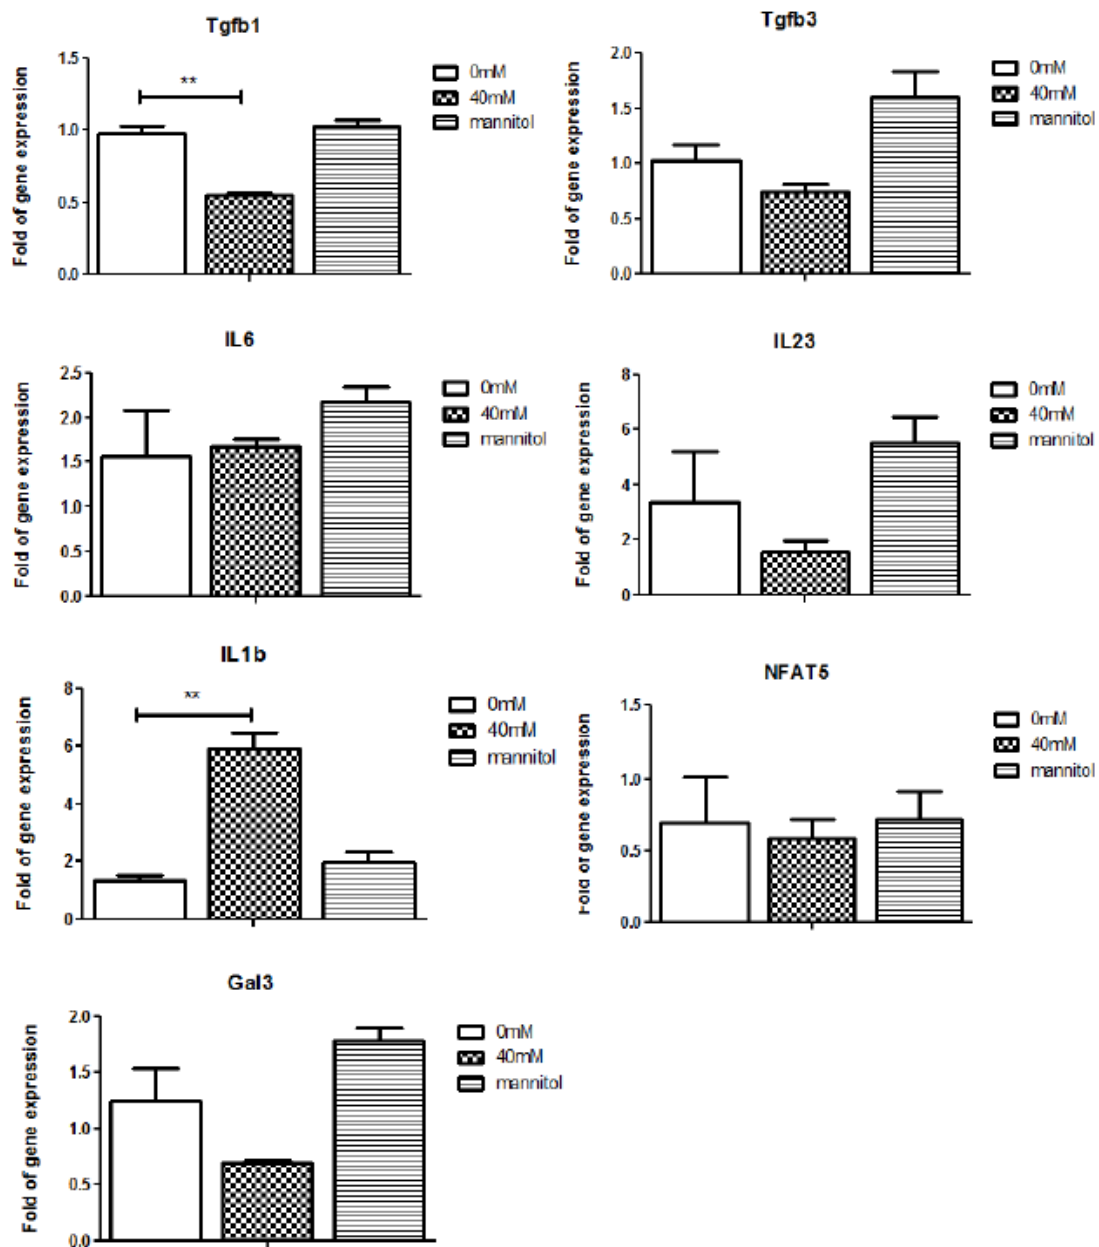 Tgfb1
Fold of gene expression
1.5
1.0
0.5
0.0
**
0mM
40mM
mannitol
Tgfb3
Fold of gene expression
2.0
1.5
1.0
0.5
0.0
0mM
40mM
mannitol
IL6
Fold of gene expression
2.5
2.0
1.5
1.0
0.5
0.0
0mM
40mM
mannitol
IL23
Fold of gene expression
8
6
4
2
0
0mM
40mM
mannitol
IL1b
Fold of gene expression
8
6
4
2
0
**
0mM
40mM
mannitol
NFAT5
Fold of gene expression
1.5
1.0
0.5
0.0
0mM
40mM
mannitol
Gal3
Fold of gene expression
2.0
1.5
1.0
0.5
0.0
0mM
40mM
mannitol